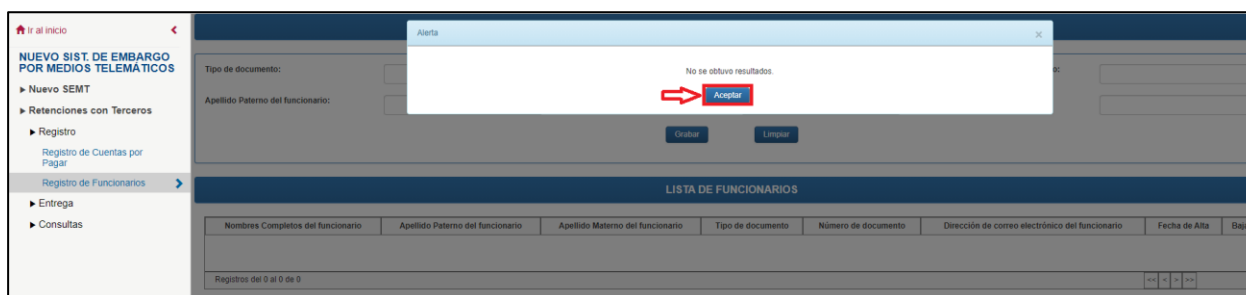 Ir al inicio
NUEVO SIST. DE EMBARGO
POR MEDIOS TELEMÁTICOS
Nuevo SEMT
Retenciones con Terceros
Registro
Registro de Cuentas por
Pagar
Registro de Funcionarios
Entrega
Consultas
Alerta
×
No se obtuvo resultados.
Aceptar
Tipo de documento:
o:
Apellido Paterno del funcionario:
Grabar Limpiar
LISTA DE FUNCIONARIOS
Nombres Completos del funcionario Apellido Paterno del funcionario Apellido Materno del funcionario Tipo de documento Número de documento Dirección de correo electrónico del funcionario Fecha de Alta Baja
Registros del 0 al 0 de 0 << < > >>